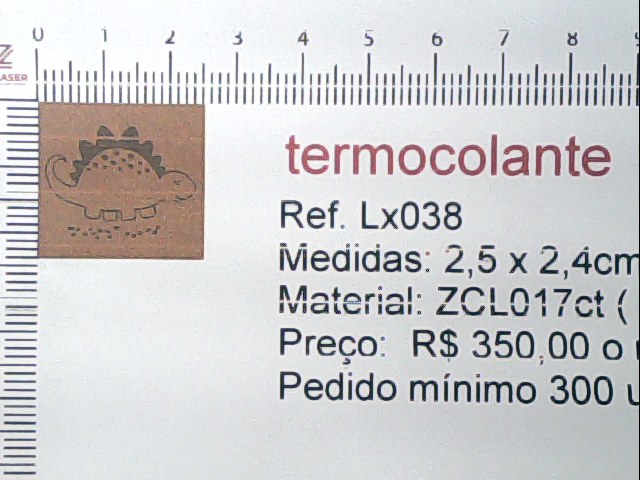 0 1 2 3 4 5 6 7 8
Z
LASER
termocolante
Ref. Lx038
Medidas: 2,5 x 2,4cm
Material: ZCL017ct (
Preço: R$ 350,00 o
Pedido mínimo 300 u